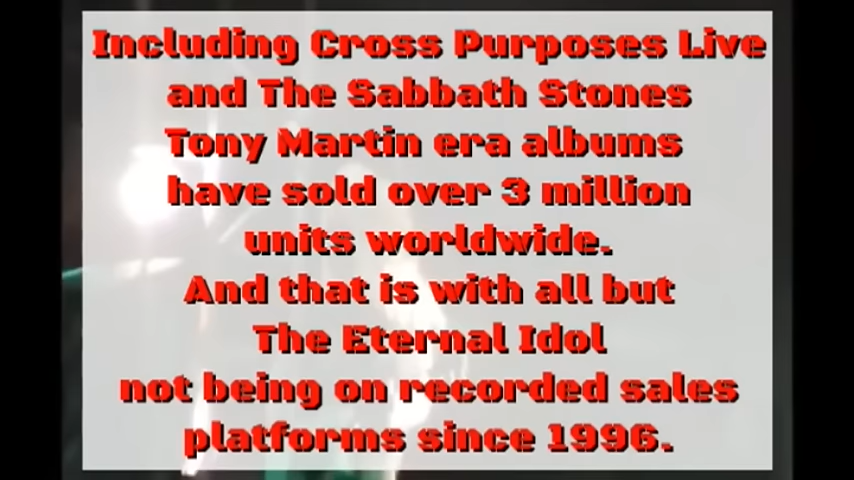 Including Cross Purposes Live
and The Sabbath Stones
Tony Martin era albums
have sold over 3 million
units worldwide.
And that is with all but
The Eternal Idol
not being on recorded sales
platforms since 1996.